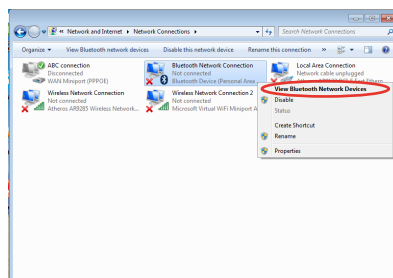 « Network and Internet ▸ Network Connections ▸
Search Network Connections
Organize ▾ View Bluetooth network devices Disable this network device Rename this connection »
ABC connection
Disconnected
WAN Miniport (PPPOE)
Bluetooth Network Connection
Not connected
Bluetooth Device (Personal Area ...
Local Area Connection
Network cable unplugged
Fast Ethern...
Wireless Network Connection
Not connected
Atheros AR9285 Wireless Network...
Wireless Network Connection 2
Not connected
Microsoft Virtual WiFi Miniport A...
View Bluetooth Network Devices
Disable
Status
Create Shortcut
Rename
Properties